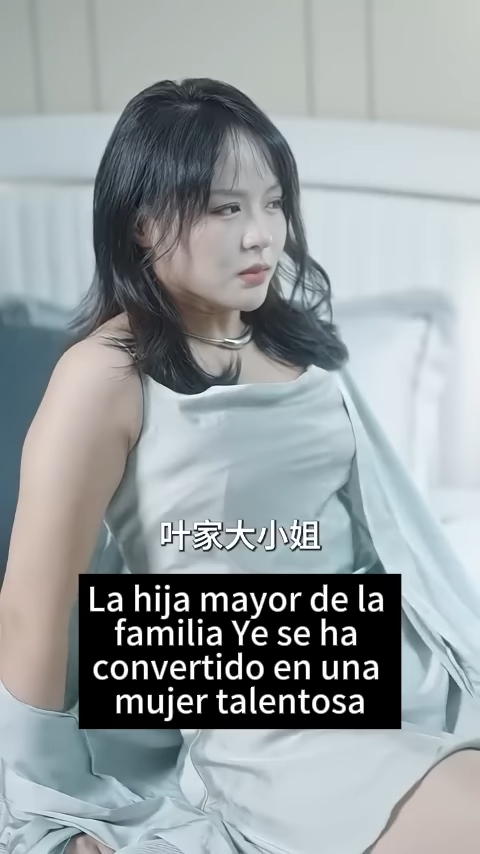 叶家大小姐
La hija mayor de la
familia Ye se ha
convertido en una
mujer talentosa